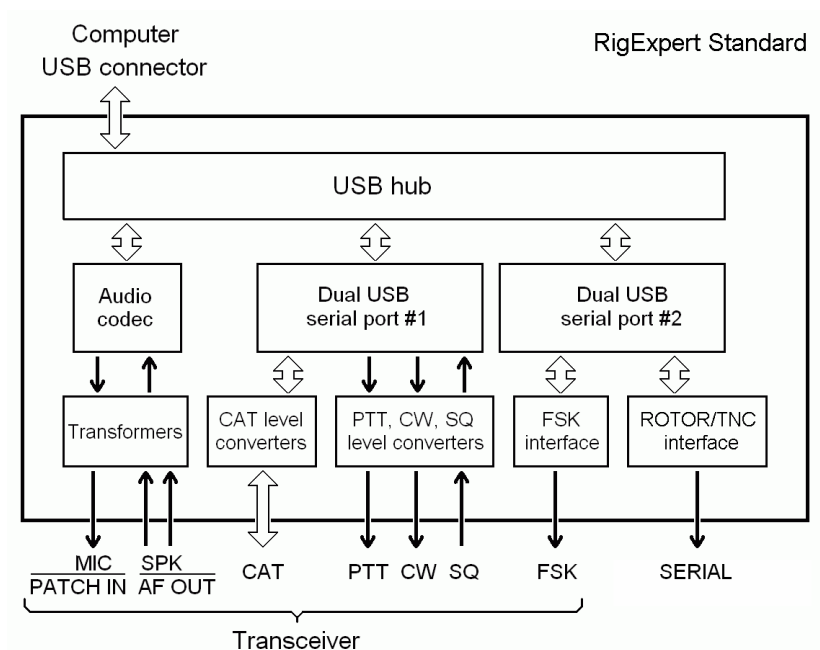 Computer
USB connector
RigExpert Standard
USB hub
Audio
codec
Dual USB
serial port #1
Dual USB
serial port #2
Transformers
CAT level
converters
PTT, CW, SQ
level converters
FSK
interface
ROTOR/TNC
interface
MIC
PATCH IN
SPK
AF OUT
CAT
PTT
CW
SQ
FSK
SERIAL
Transceiver